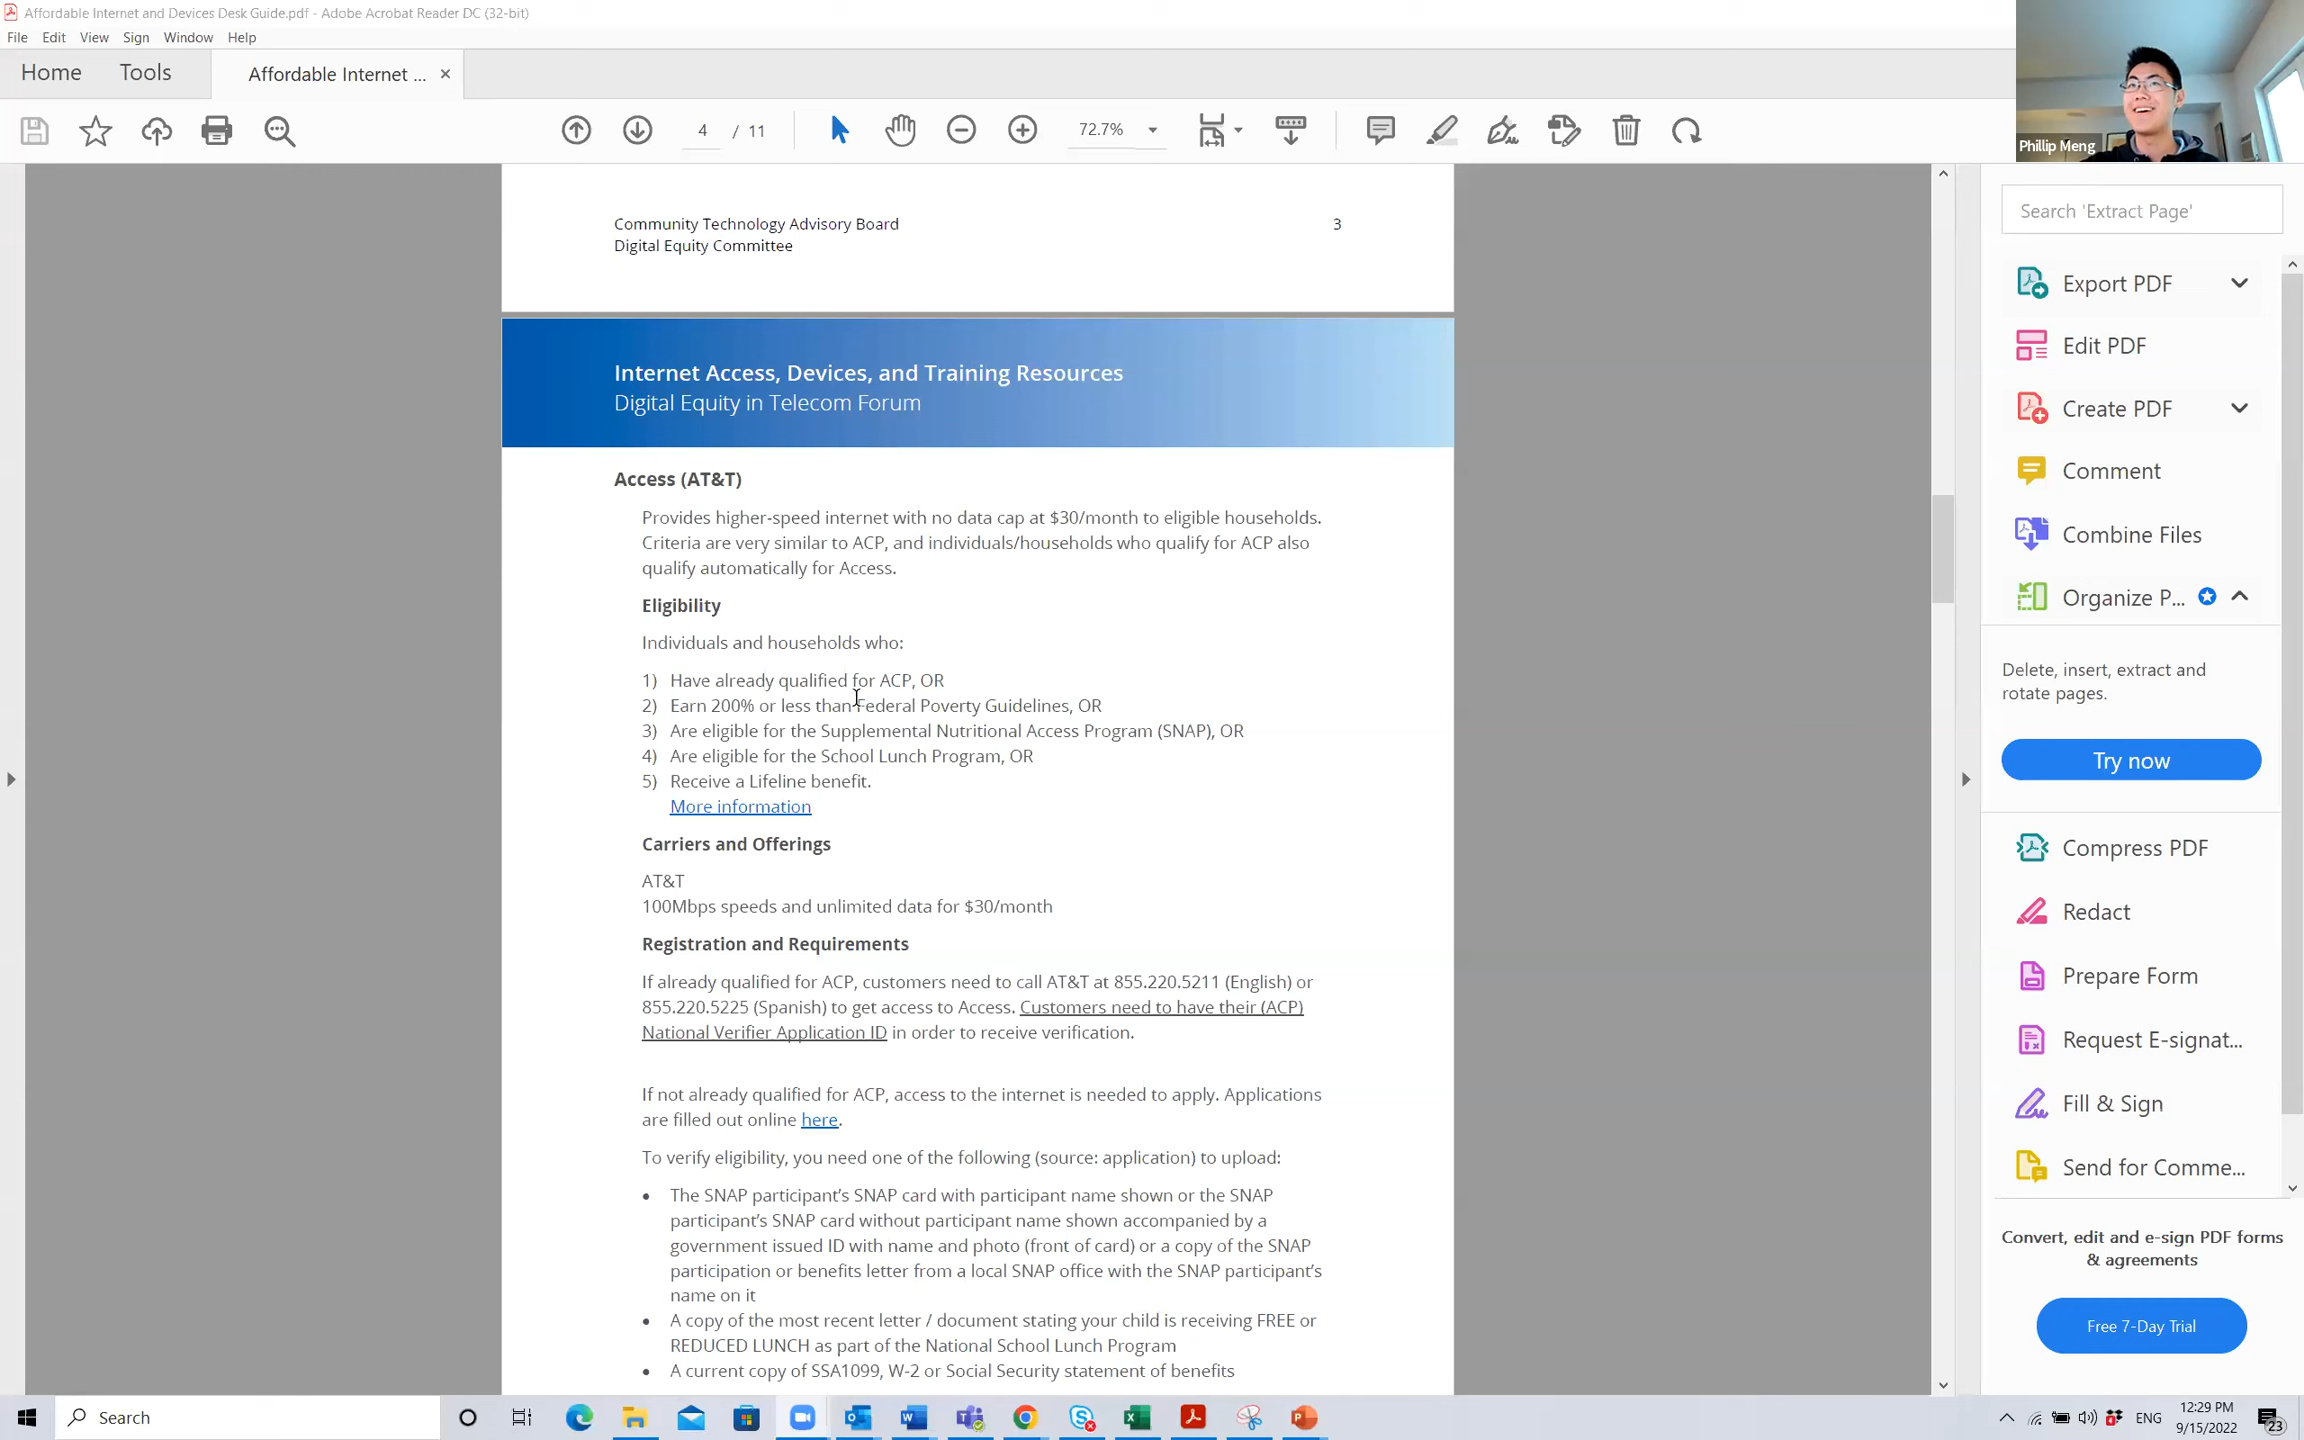 Affordable Internet and Devices Desk Guide.pdf - Adobe Acrobat Reader DC (32-bit)
File Edit View Sign Window Help
Home Tools Affordable Internet ... ×
4 / 11 72.7%
Phillip Meng
Community Technology Advisory Board 3
Digital Equity Committee
Internet Access, Devices, and Training Resources
Digital Equity in Telecom Forum
Access (AT&T)
Provides higher-speed internet with no data cap at $30/month to eligible households.
Criteria are very similar to ACP, and individuals/households who qualify for ACP also
qualify automatically for Access.
Eligibility
Individuals and households who:
1) Have already qualified for ACP, OR
2) Earn 200% or less than Federal Poverty Guidelines, OR
3) Are eligible for the Supplemental Nutritional Access Program (SNAP), OR
4) Are eligible for the School Lunch Program, OR
5) Receive a Lifeline benefit.
More information
Carriers and Offerings
AT&T
100Mbps speeds and unlimited data for $30/month
Registration and Requirements
If already qualified for ACP, customers need to call AT&T at 855.220.5211 (English) or
855.220.5225 (Spanish) to get access to Access. Customers need to have their (ACP)
National Verifier Application ID in order to receive verification.
If not already qualified for ACP, access to the internet is needed to apply. Applications
are filled out online here.
To verify eligibility, you need one of the following (source: application) to upload:
• The SNAP participant's SNAP card with participant name shown or the SNAP
participant's SNAP card without participant name shown accompanied by a
government issued ID with name and photo (front of card) or a copy of the SNAP
participation or benefits letter from a local SNAP office with the SNAP participant's
name on it
• A copy of the most recent letter / document stating your child is receiving FREE or
REDUCED LUNCH as part of the National School Lunch Program
• A current copy of SSA1099, W-2 or Social Security statement of benefits
Search 'Extract Page'
Export PDF
Edit PDF
Create PDF
Comment
Combine Files
Organize P...
Delete, insert, extract and
rotate pages.
Try now
Compress PDF
Redact
Prepare Form
Request E-signat...
Fill & Sign
Send for Comme...
Convert, edit and e-sign PDF forms
& agreements
Free 7-Day Trial
Search
ENG
12:29 PM
9/15/2022
23